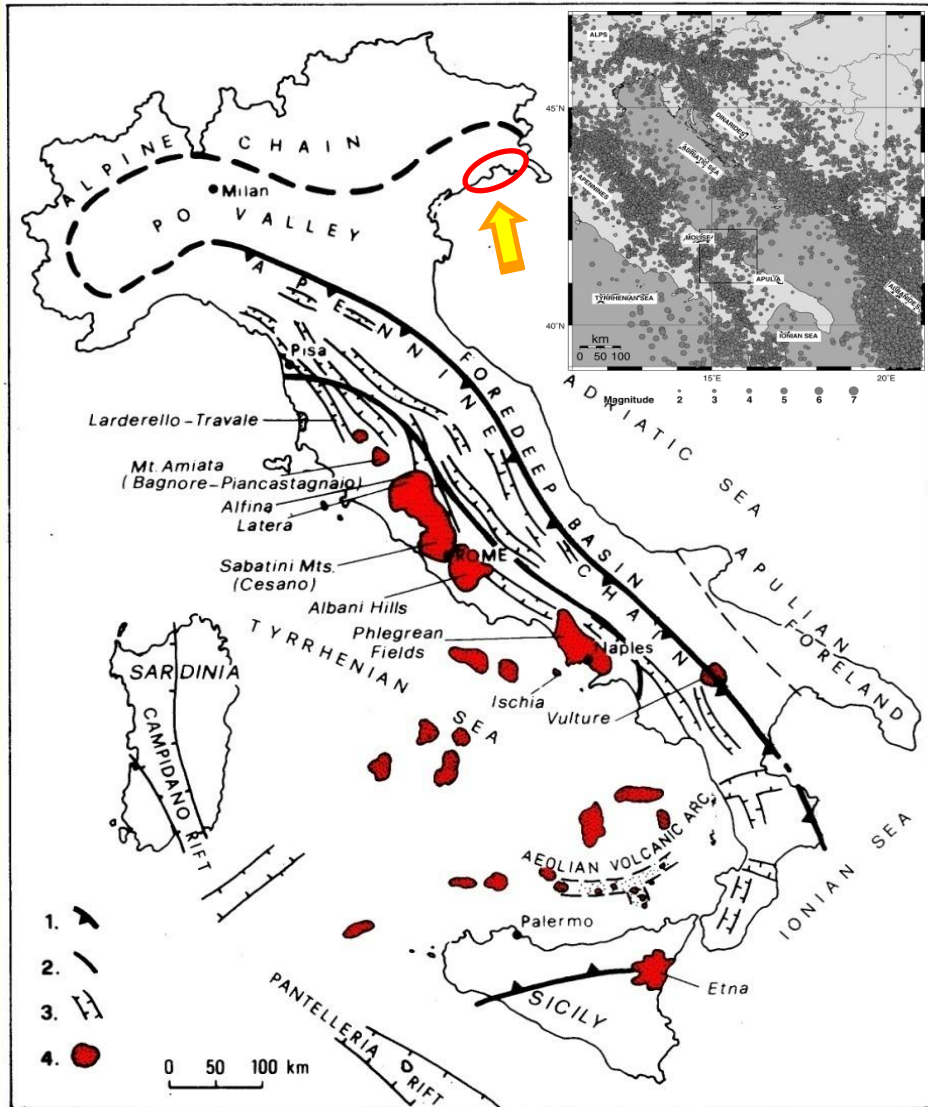 ALPINE CHAIN
Milan
PO VALLEY
APENNINE CHAIN
FOREDEEP BASIN
Pisa
Larderello-Travale
Mt. Amiata
(Bagnore-Piancastagnaio)
Alfina
Latera
ROME
Sabatini Mts.
(Cesano)
Albani Hills
Phlegrean
Fields
Naples
Ischia
Vulture
TYRRHENIAN
SEA
ADRIATIC SEA
APULIAN
FORELAND
SARDINIA
CAMPIDANO RIFT
AEOLIAN VOLCANIC ARC
IONIAN SEA
Palermo
Etna
SICILY
PANTELLERIA
RIFT
1.
2.
3.
4.
0 50 100 km
ALPS
45°N
DINARIDES
ADRIATIC SEA
APENNINES
MOLISE
APULIA
ALBANIDES
TYRRHENIAN SEA
40°N
IONIAN SEA
km
0 50 100
15°E
20°E
Magnitude 2 3 4 5 6 7